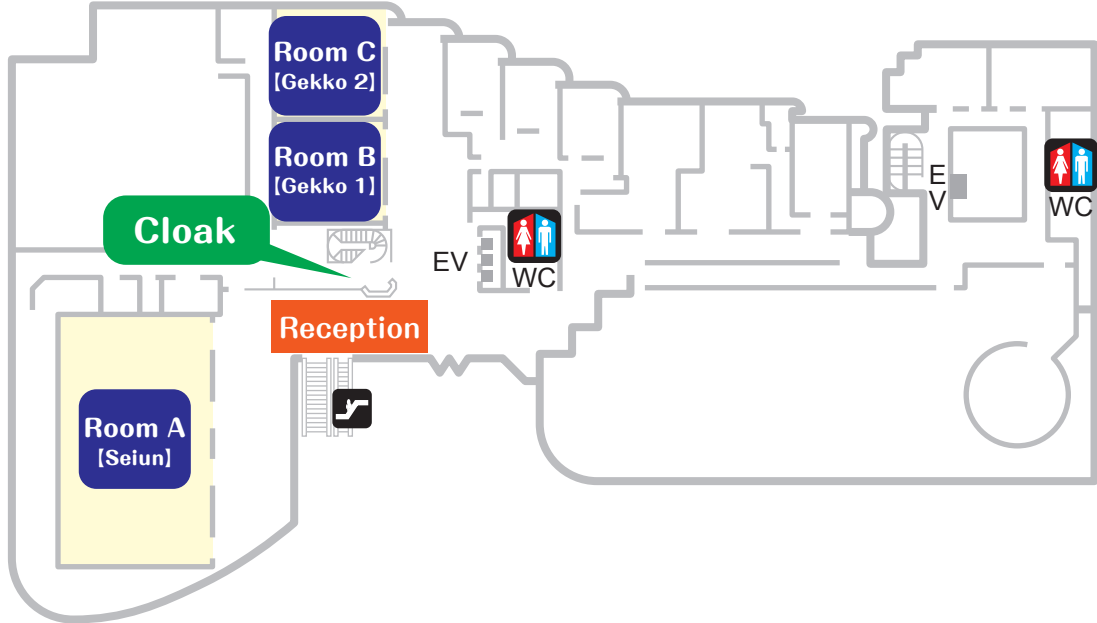 Room C
【Gekko 2】
Room B
【Gekko 1】
Cloak
EV
WC
E
V
WC
Reception
Room A
【Seiun】